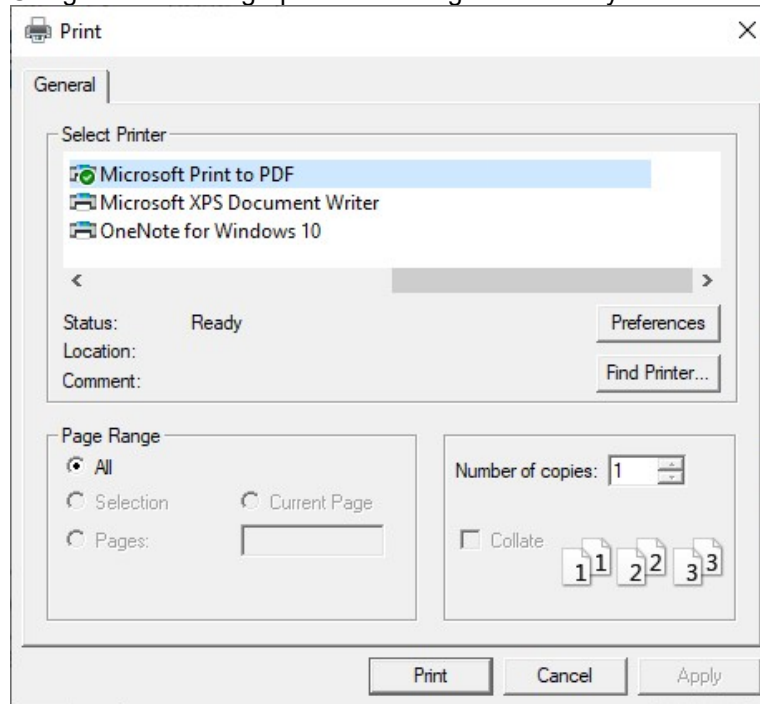 Print
General
Select Printer
Microsoft Print to PDF
Microsoft XPS Document Writer
OneNote for Windows 10
Status: Ready
Preferences
Location:
Comment:
Find Printer...
Page Range
All
Selection
Current Page
Pages:
Number of copies: 1
Collate
1 1 2 2 3 3
Print Cancel Apply